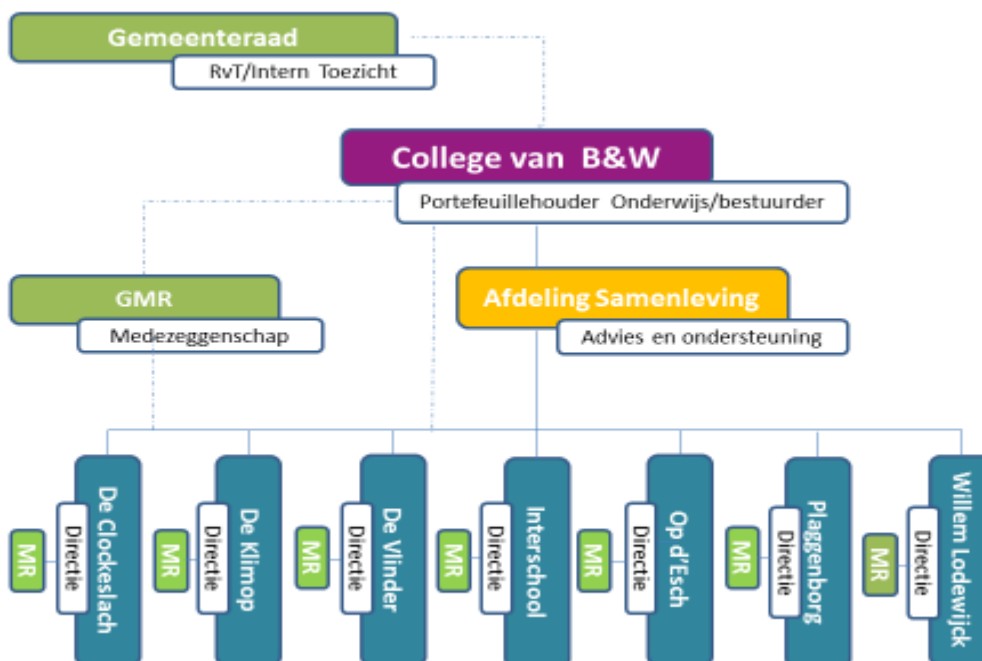 Gemeenteraad
RvT/Intern Toezicht
College van B&W
Portefeuillehouder Onderwijs/bestuurder
GMR
Medezeggenschap
Afdeling Samenleving
Advies en ondersteuning
De Clockeslach
Directie
MR
De Klimop
Directie
MR
De Vlinder
Directie
MR
Interschool
Directie
MR
Op d'Esch
Directie
MR
Plaggenborg
Directie
MR
Willem Lodewijck
Directie
MR